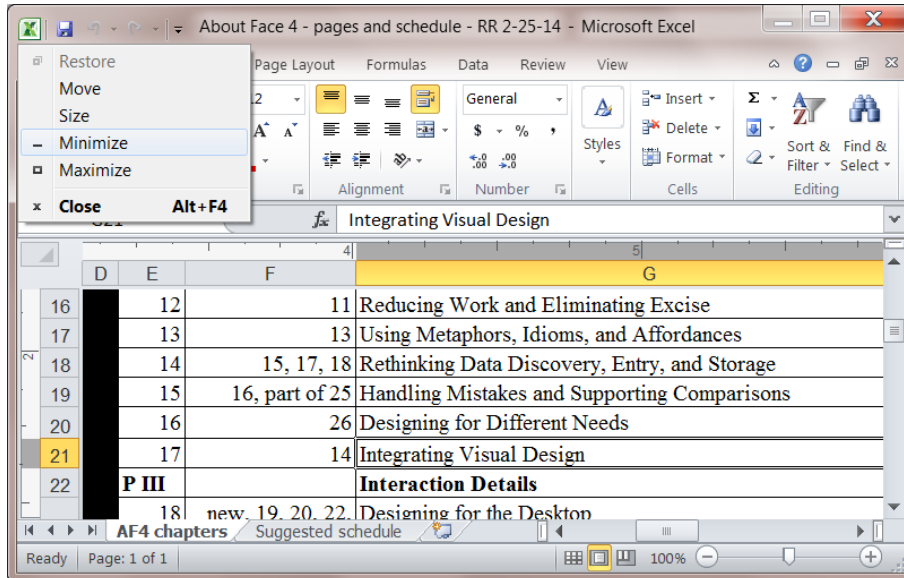 About Face 4 - pages and schedule - RR 2-25-14 - Microsoft Excel
Restore
Move
Size
Minimize
Maximize
Close Alt+F4
Page Layout Formulas Data Review View
General
$ % ,
Alignment
Number
Styles
Insert
Delete
Format
Cells
Σ
Sort & Filter
Find & Select
Editing
fx Integrating Visual Design
4 5
D E F G
16 12 11 Reducing Work and Eliminating Excise
17 13 13 Using Metaphors, Idioms, and Affordances
18 14 15, 17, 18 Rethinking Data Discovery, Entry, and Storage
19 15 16, part of 25 Handling Mistakes and Supporting Comparisons
20 16 26 Designing for Different Needs
21 17 14 Integrating Visual Design
22 P III Interaction Details
18 new, 19, 20, 22, Designing for the Desktop
AF4 chapters Suggested schedule
Ready Page: 1 of 1 100%